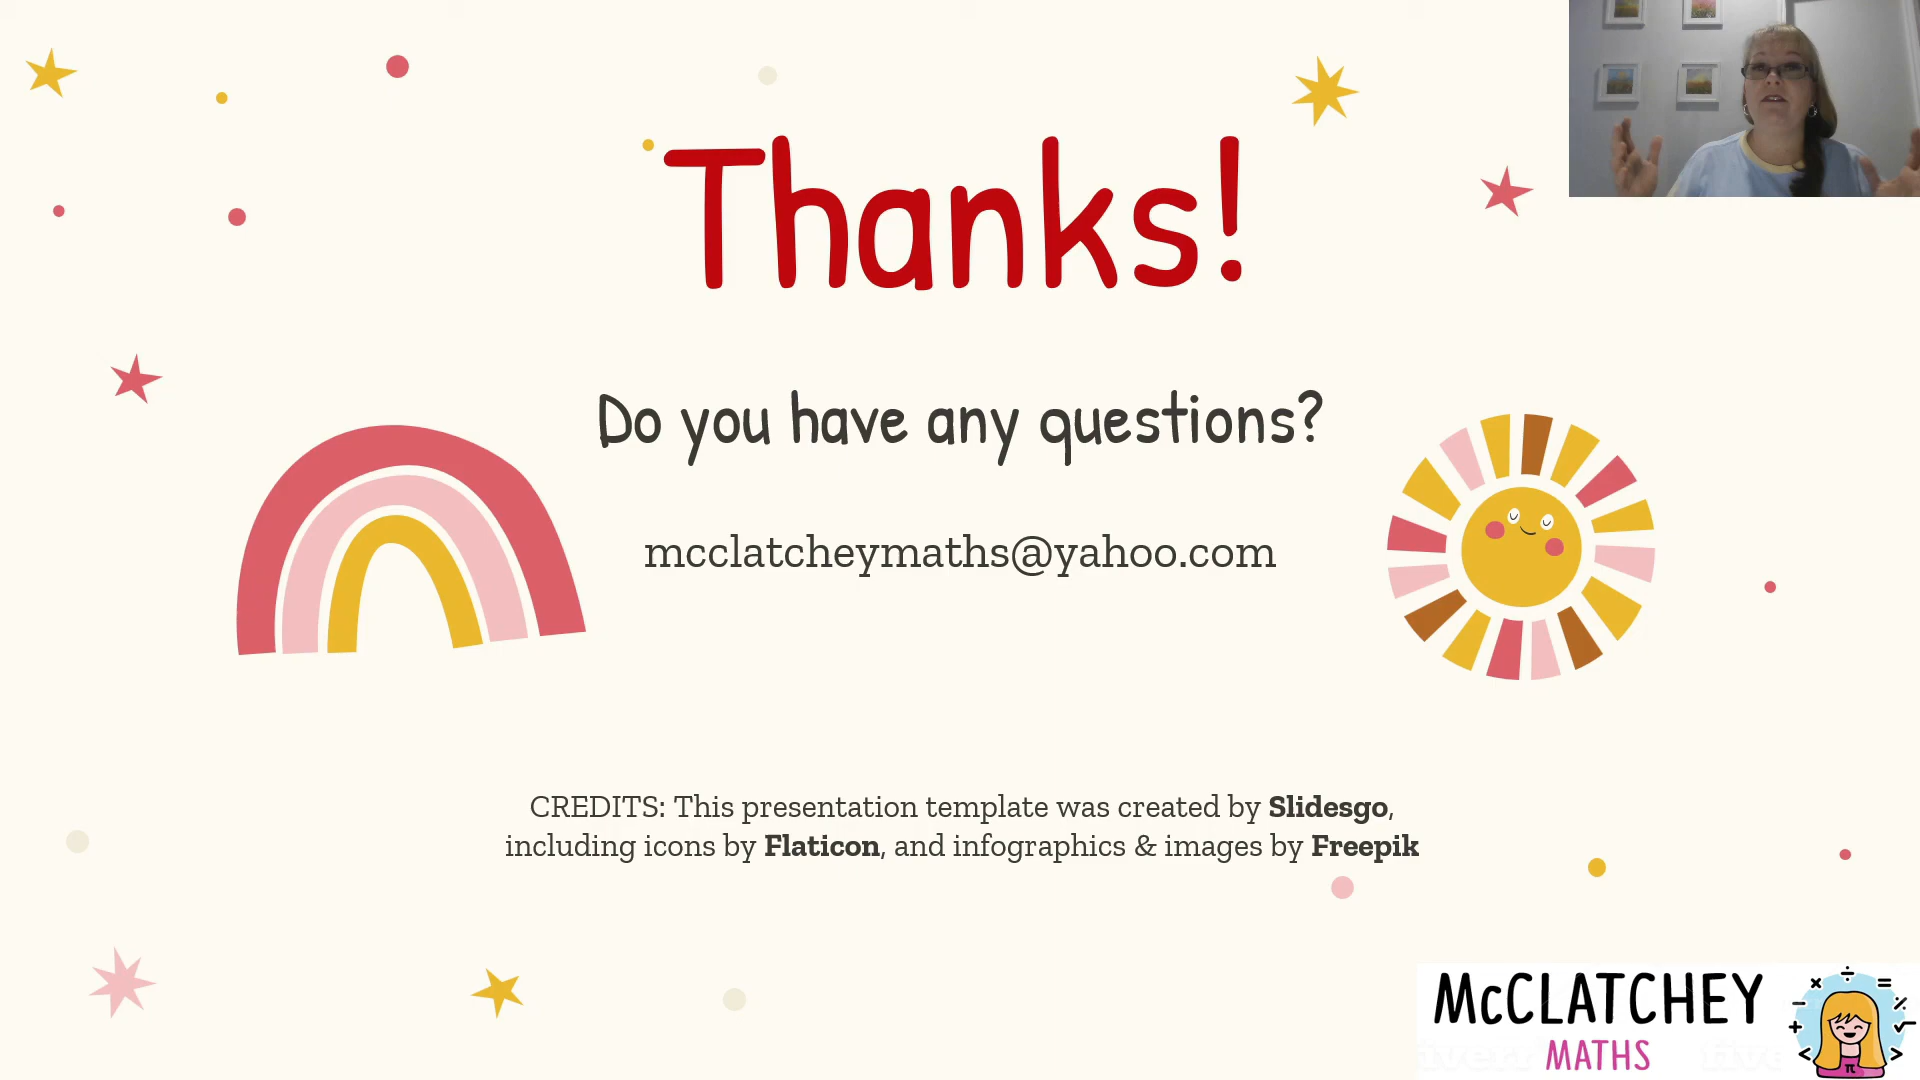 Thanks!
Do you have any questions?
mcclatcheymaths@yahoo.com
CREDITS: This presentation template was created by Slidesgo,
including icons by Flaticon, and infographics & images by Freepik
McCLATCHEY
MATHS
× ÷ =
- ⁒
+ √
< π >